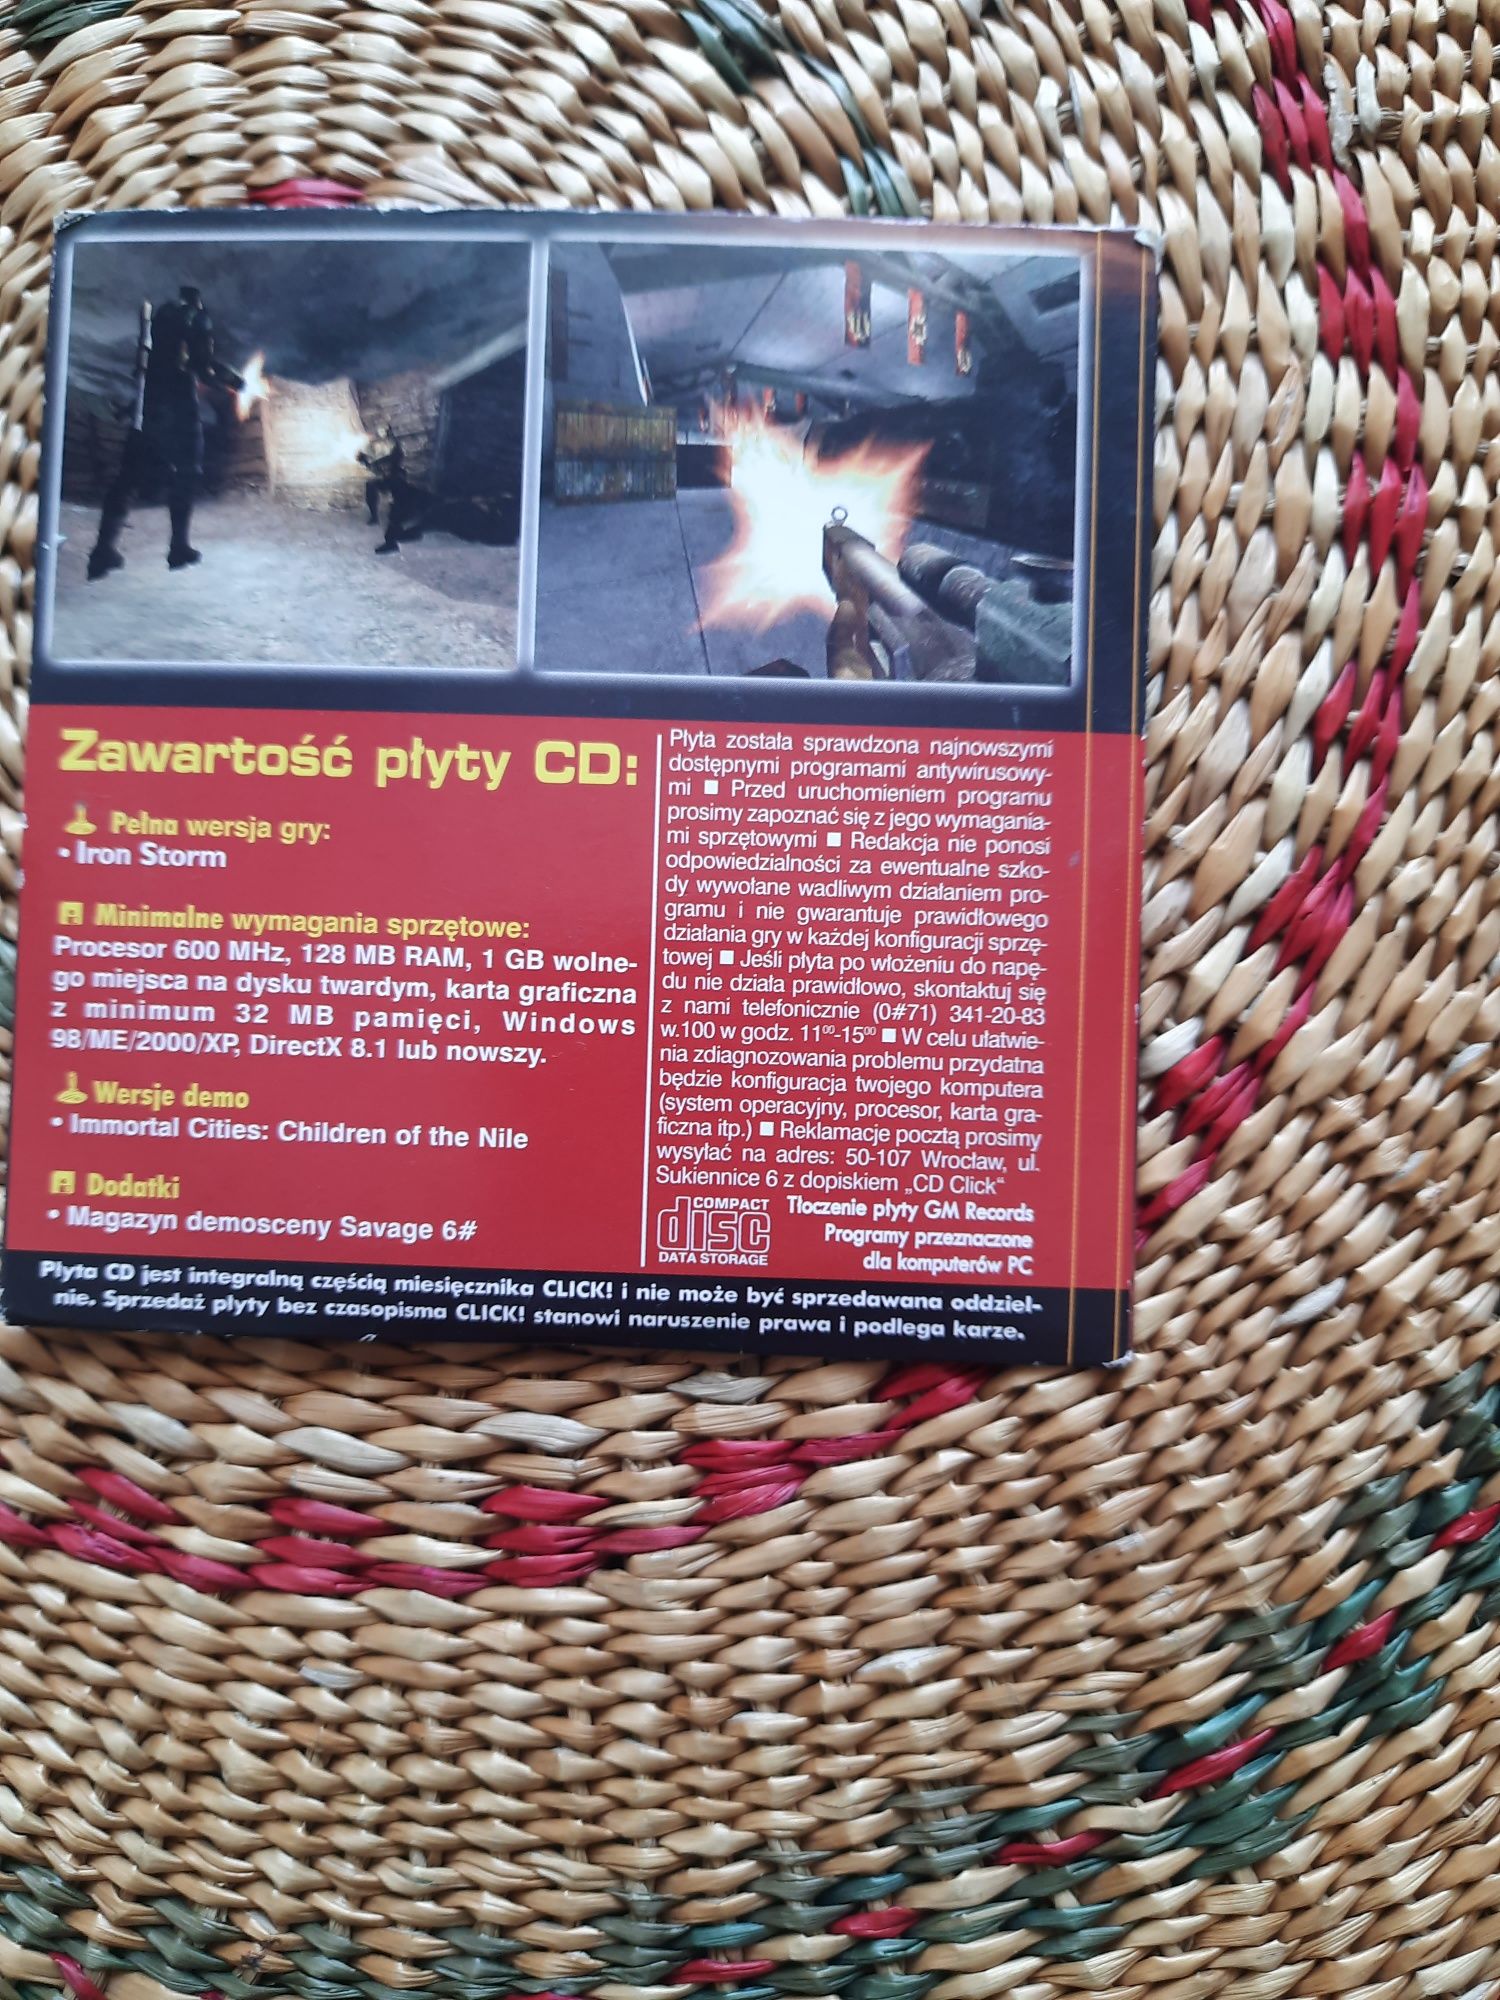 Zawartość płyty CD:
Pełna wersja gry:
• Iron Storm
Minimalne wymagania sprzętowe:
Procesor 600 MHz, 128 MB RAM, 1 GB wolne-
go miejsca na dysku twardym, karta graficzna
z minimum 32 MB pamięci, Windows
98/ME/2000/XP, DirectX 8.1 lub nowszy.
Wersje demo
• Immortal Cities: Children of the Nile
Dodatki
• Magazyn demosceny Savage 6#
Płyta została sprawdzona najnowszymi
dostępnymi programami antywirusowy-
mi ■ Przed uruchomieniem programu
prosimy zapoznać się z jego wymagania-
mi sprzętowymi ■ Redakcja nie ponosi
odpowiedzialności za ewentualne szko-
dy wywołane wadliwym działaniem pro-
gramu i nie gwarantuje prawidłowego
działania gry w każdej konfiguracji sprzę-
towej ■ Jeśli płyta po włożeniu do napę-
du nie działa prawidłowo, skontaktuj się
z nami telefonicznie (0#71) 341-20-83
w.100 w godz. 11⁰⁰-15⁰⁰ ■ W celu ułatwie-
nia zdiagnozowania problemu przydatna
będzie konfiguracja twojego komputera
(system operacyjny, procesor, karta gra-
ficzna itp.) ■ Reklamacje pocztą prosimy
wysyłać na adres: 50-107 Wrocław, ul.
Sukiennice 6 z dopiskiem „CD Click“
COMPACT
disc
DATA STORAGE
Tłoczenie płyty GM Records
Programy przeznaczone
dla komputerów PC
Płyta CD jest integralną częścią miesięcznika CLICK! i nie może być sprzedawana oddziel-
nie. Sprzedaż płyty bez czasopisma CLICK! stanowi naruszenie prawa i podlega karze.